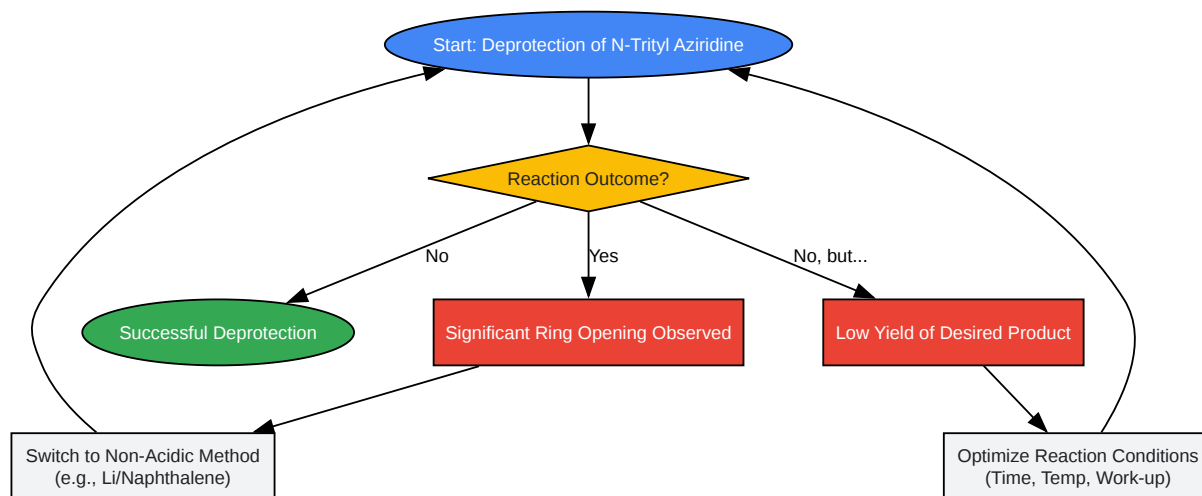 Start: Deprotection of N-Trityl Aziridine
Reaction Outcome?
No
Yes
No, but...
Successful Deprotection
Significant Ring Opening Observed
Low Yield of Desired Product
Switch to Non-Acidic Method
(e.g., Li/Naphthalene)
Optimize Reaction Conditions
(Time, Temp, Work-up)